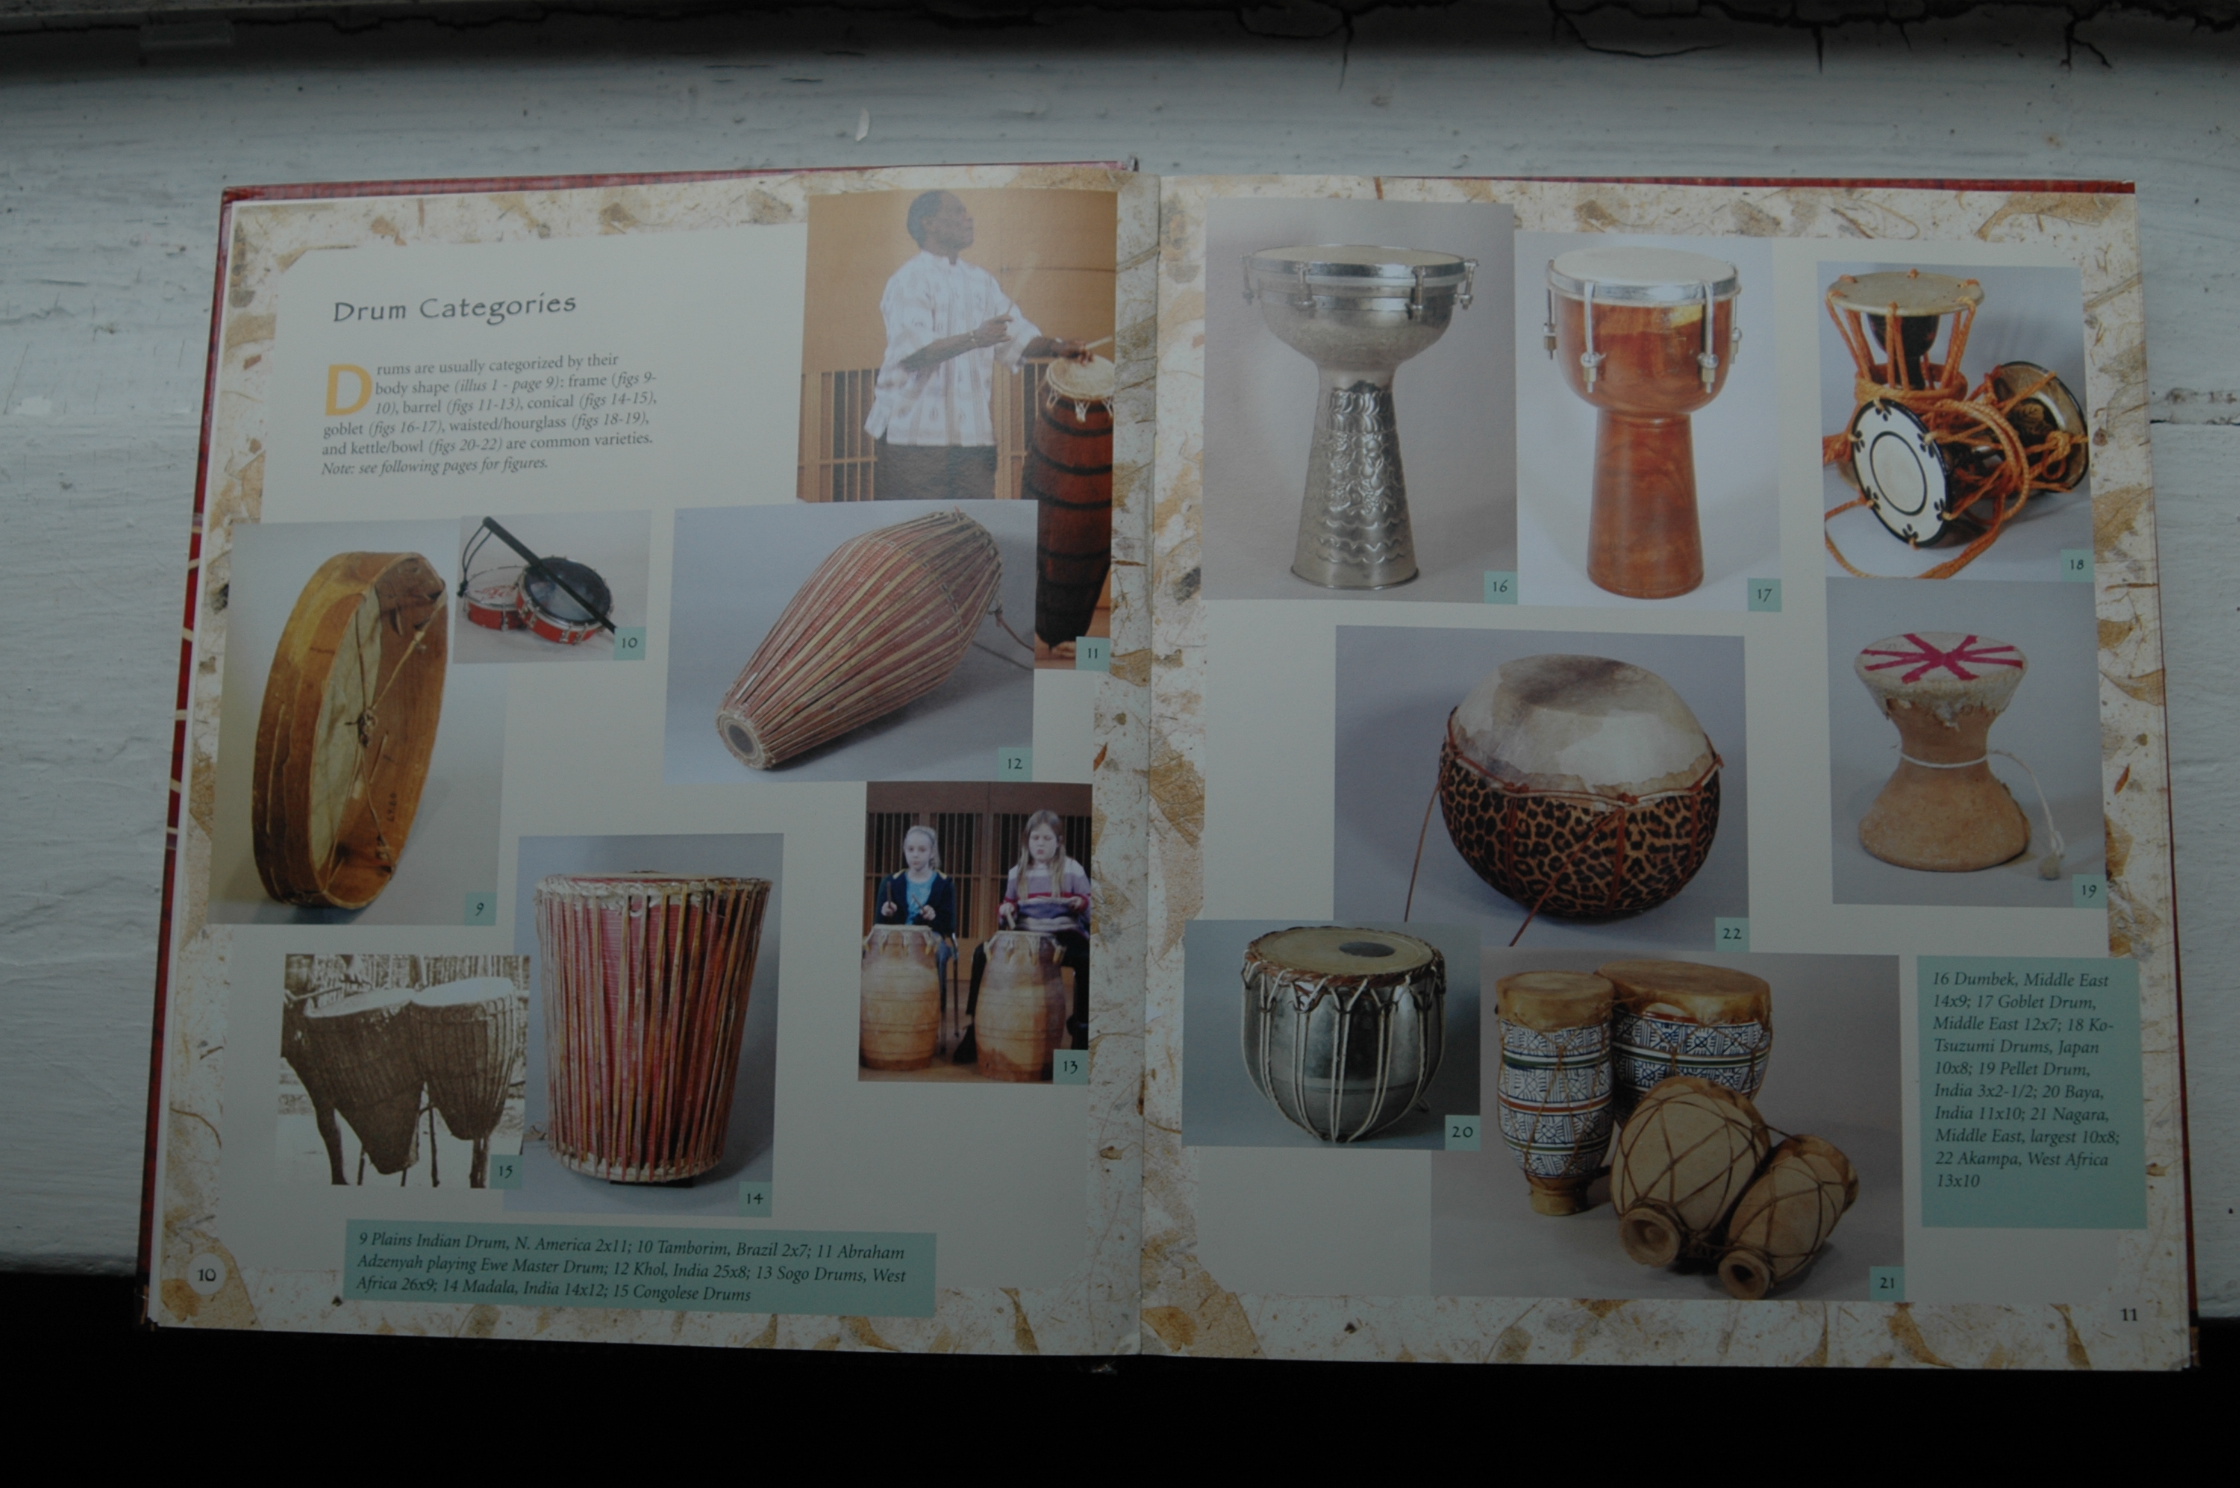 Drum Categories
Drums are usually categorized by their
body shape (illus 1 - page 9): frame (figs 9-
10), barrel (figs 11-13), conical (figs 14-15),
goblet (figs 16-17), waisted/hourglass (figs 18-19),
and kettle/bowl (figs 20-22) are common varieties.
Note: see following pages for figures.
10
11
12
9
13
15
14
9 Plains Indian Drum, N. America 2x11; 10 Tamborim, Brazil 2x7; 11 Abraham
Adzenyah playing Ewe Master Drum; 12 Khol, India 25x8; 13 Sogo Drums, West
Africa 26x9; 14 Madala, India 14x12; 15 Congolese Drums
10
16
17
18
19
22
20
21
16 Dumbek, Middle East
14x9; 17 Goblet Drum,
Middle East 12x7; 18 Ko-
Tsuzumi Drums, Japan
10x8; 19 Pellet Drum,
India 3x2-1/2; 20 Baya,
India 11x10; 21 Nagara,
Middle East, largest 10x8;
22 Akampa, West Africa
13x10
11